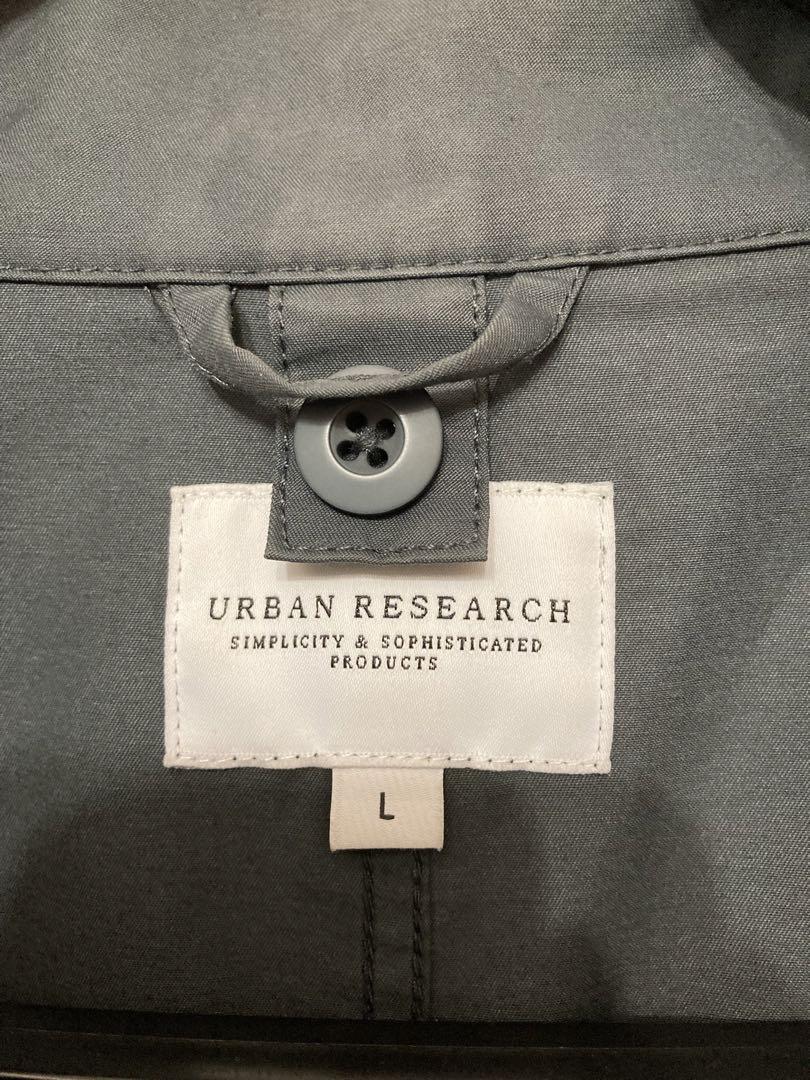 URBAN RESEARCH
SIMPLICITY & SOPHISTICATED
PRODUCTS
L